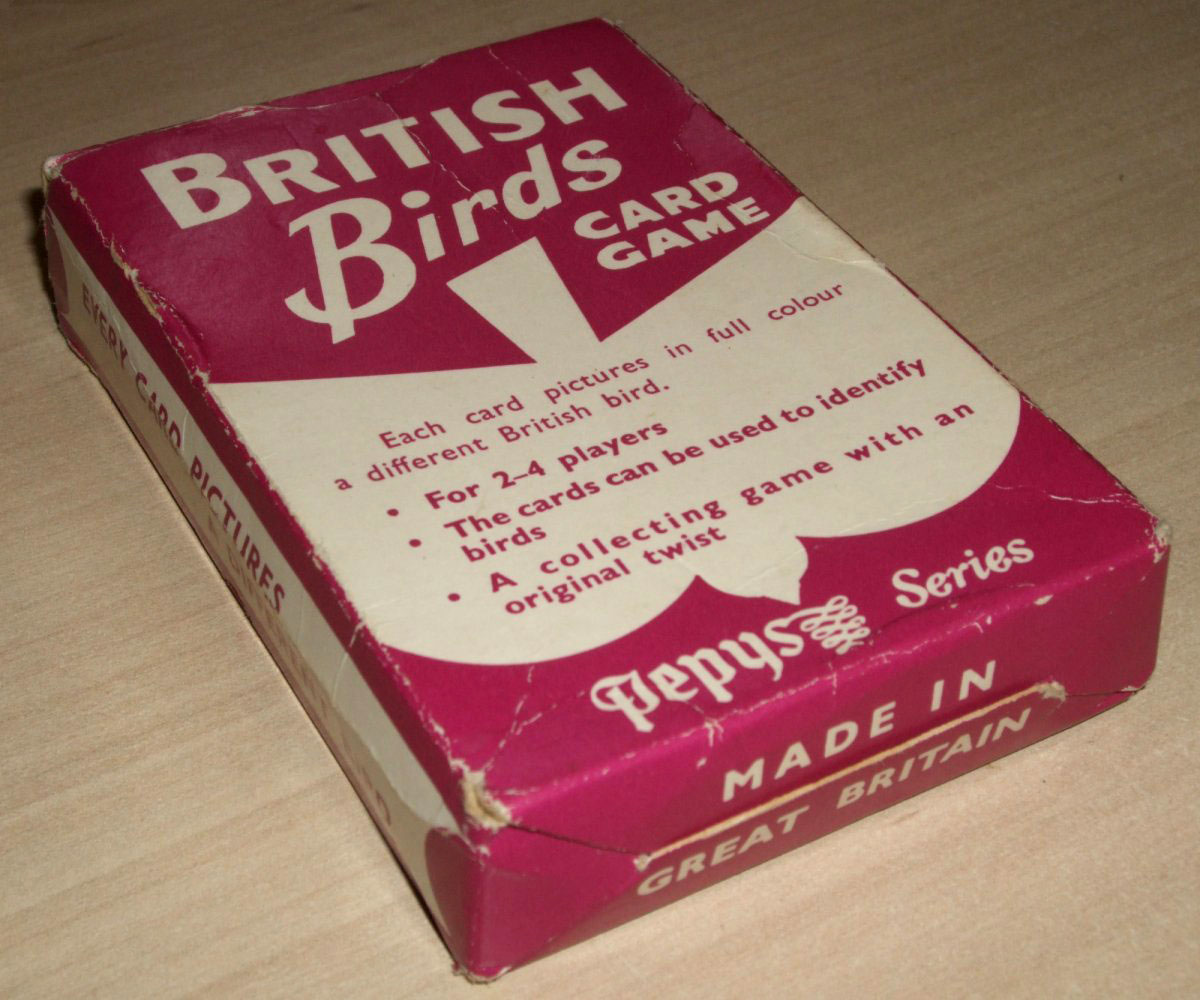 BRITISH
Birds
CARD
GAME
Each card pictures in full colour
a different British bird.
• For 2–4 players
• The cards can be used to identify
birds
• A collecting game with an
original twist
Pepys Series
MADE IN
GREAT BRITAIN
EVERY CARD PICTURES